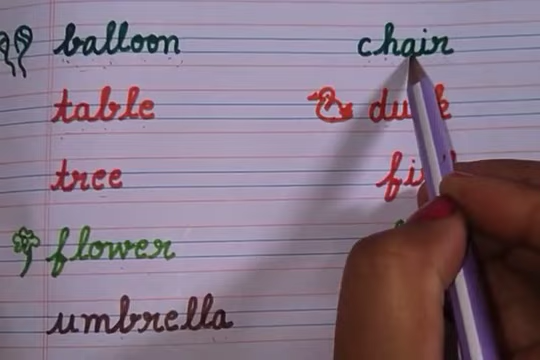 balloon chair
table
tree
flower
umbrella